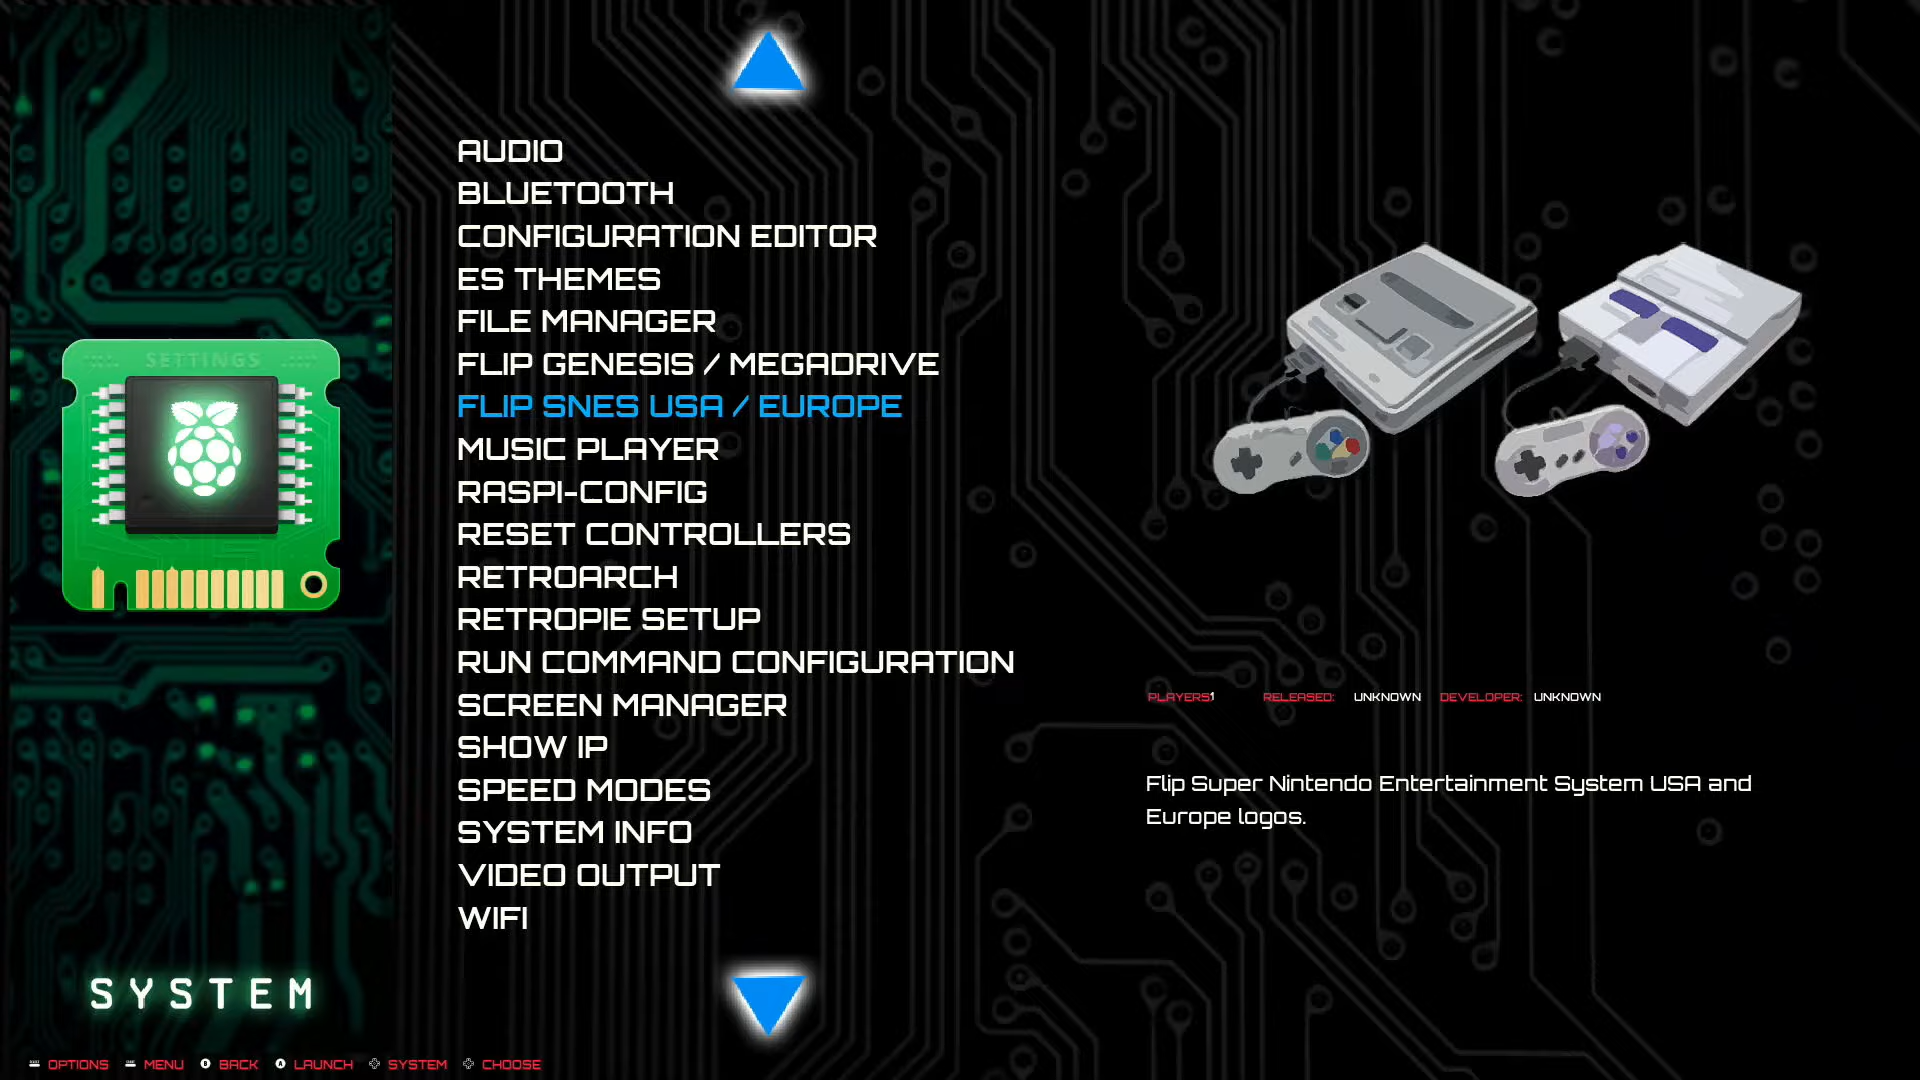 SETTINGS
SYSTEM
AUDIO
BLUETOOTH
CONFIGURATION EDITOR
ES THEMES
FILE MANAGER
FLIP GENESIS / MEGADRIVE
FLIP SNES USA / EUROPE
MUSIC PLAYER
RASPI-CONFIG
RESET CONTROLLERS
RETROARCH
RETROPIE SETUP
RUN COMMAND CONFIGURATION
SCREEN MANAGER
SHOW IP
SPEED MODES
SYSTEM INFO
VIDEO OUTPUT
WIFI
PLAYERS: 1 RELEASED: UNKNOWN DEVELOPER: UNKNOWN
Flip Super Nintendo Entertainment System USA and
Europe logos.
OPTIONS MENU B BACK A LAUNCH SYSTEM CHOOSE